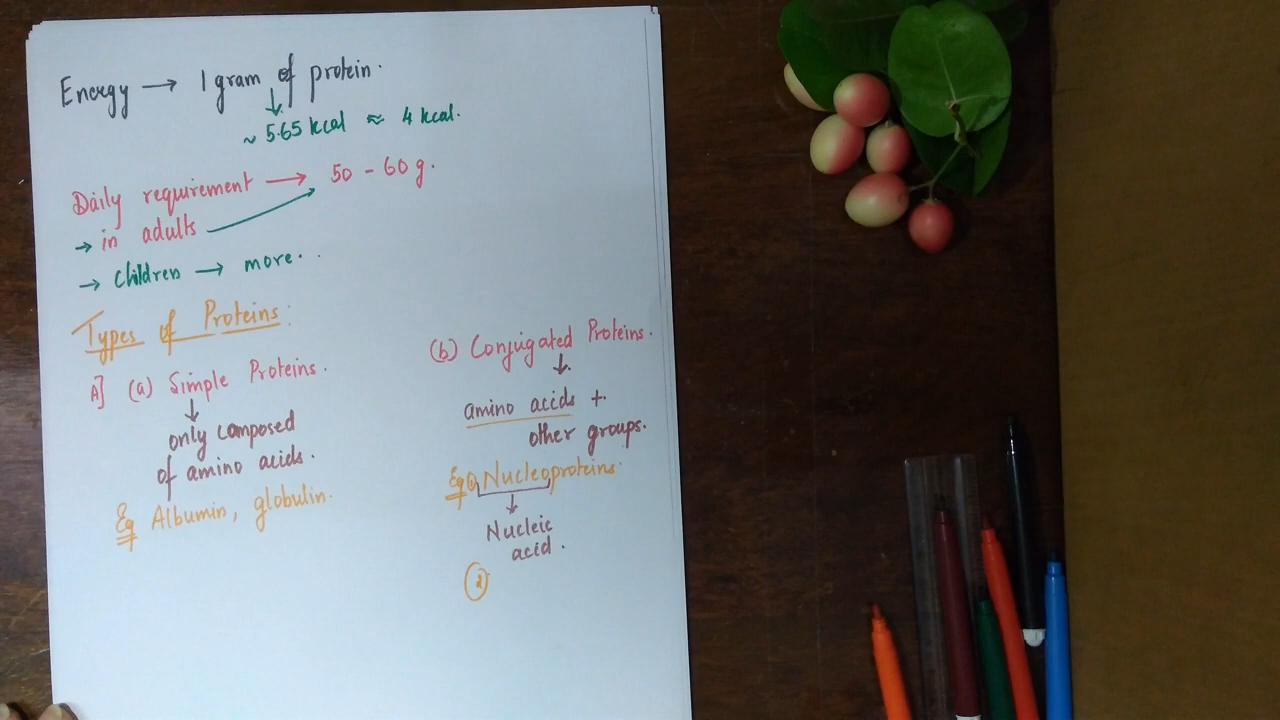 Energy → 1 gram of protein.
~ 5.65 kcal ≈ 4 kcal.
Daily requirement → 50 - 60 g.
→ in adults
→ Children → more.
Types of Proteins:
A] (a) Simple Proteins.
only composed
of amino acids.
Eg Albumin, globulin.
(b) Conjugated Proteins.
amino acids +
other groups.
Eg ① Nucleoproteins.
Nucleic
acid.
②